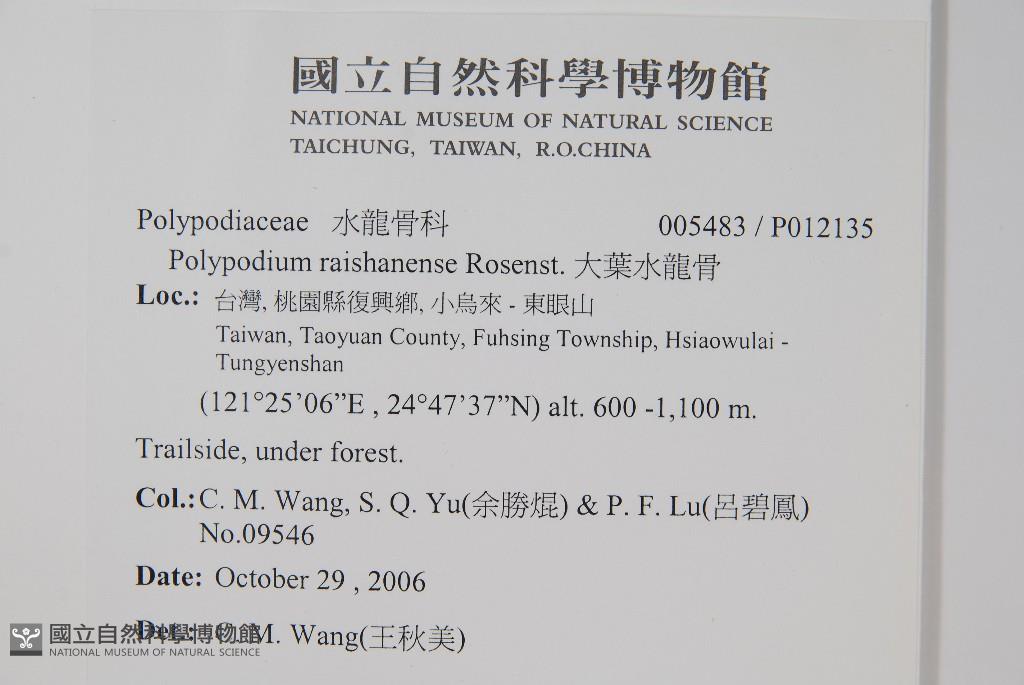 國立自然科學博物館
NATIONAL MUSEUM OF NATURAL SCIENCE
TAICHUNG, TAIWAN, R.O.CHINA
Polypodiaceae 水龍骨科 005483 / P012135
Polypodium raishanense Rosenst. 大葉水龍骨
Loc.: 台灣, 桃園縣復興鄉, 小烏來 - 東眼山
Taiwan, Taoyuan County, Fuhsing Township, Hsiaowulai -
Tungyenshan
(121°25’06”E , 24°47’37”N) alt. 600 -1,100 m.
Trailside, under forest.
Col.: C. M. Wang, S. Q. Yu(余勝焜) & P. F. Lu(呂碧鳳)
No.09546
Date: October 29 , 2006
Det.: C. M. Wang(王秋美)
國立自然科學博物館
NATIONAL MUSEUM OF NATURAL SCIENCE